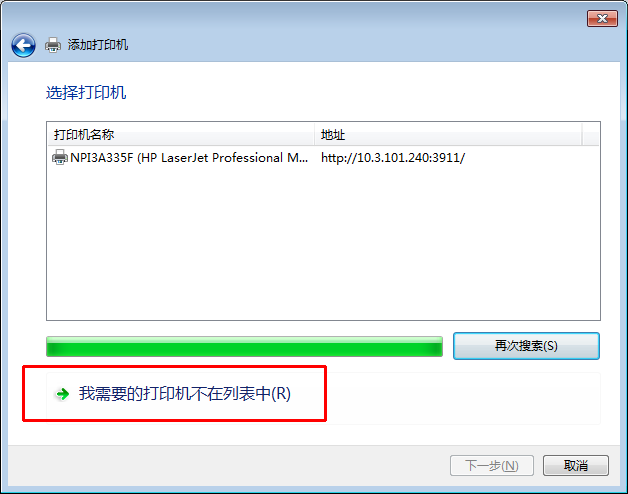 添加打印机
选择打印机
打印机名称 地址
NPI3A335F (HP LaserJet Professional M... http://10.3.101.240:3911/
再次搜索(S)
我需要的打印机不在列表中(R)
下一步(N) 取消